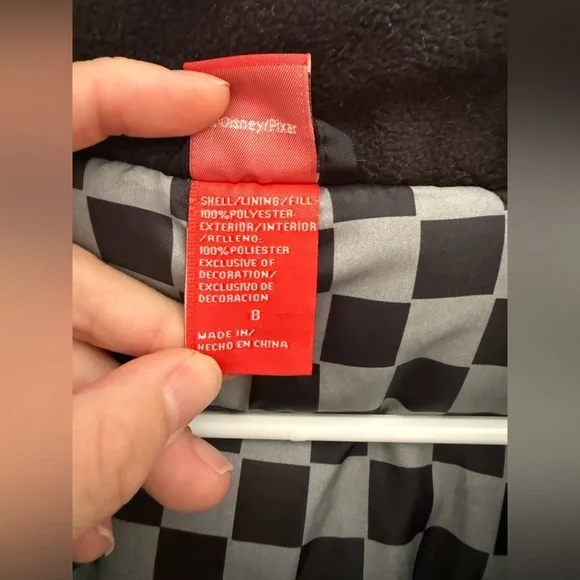 Disney/Pixar
SHELL/LINING/FILL:
100%POLYESTER
EXTERIOR/INTERIOR
/RELLENO:
100%POLIESTER
EXCLUSIVE OF
DECORATION/
EXCLUSIVO DE
DECORACION
8
MADE IN/
HECHO EN CHINA